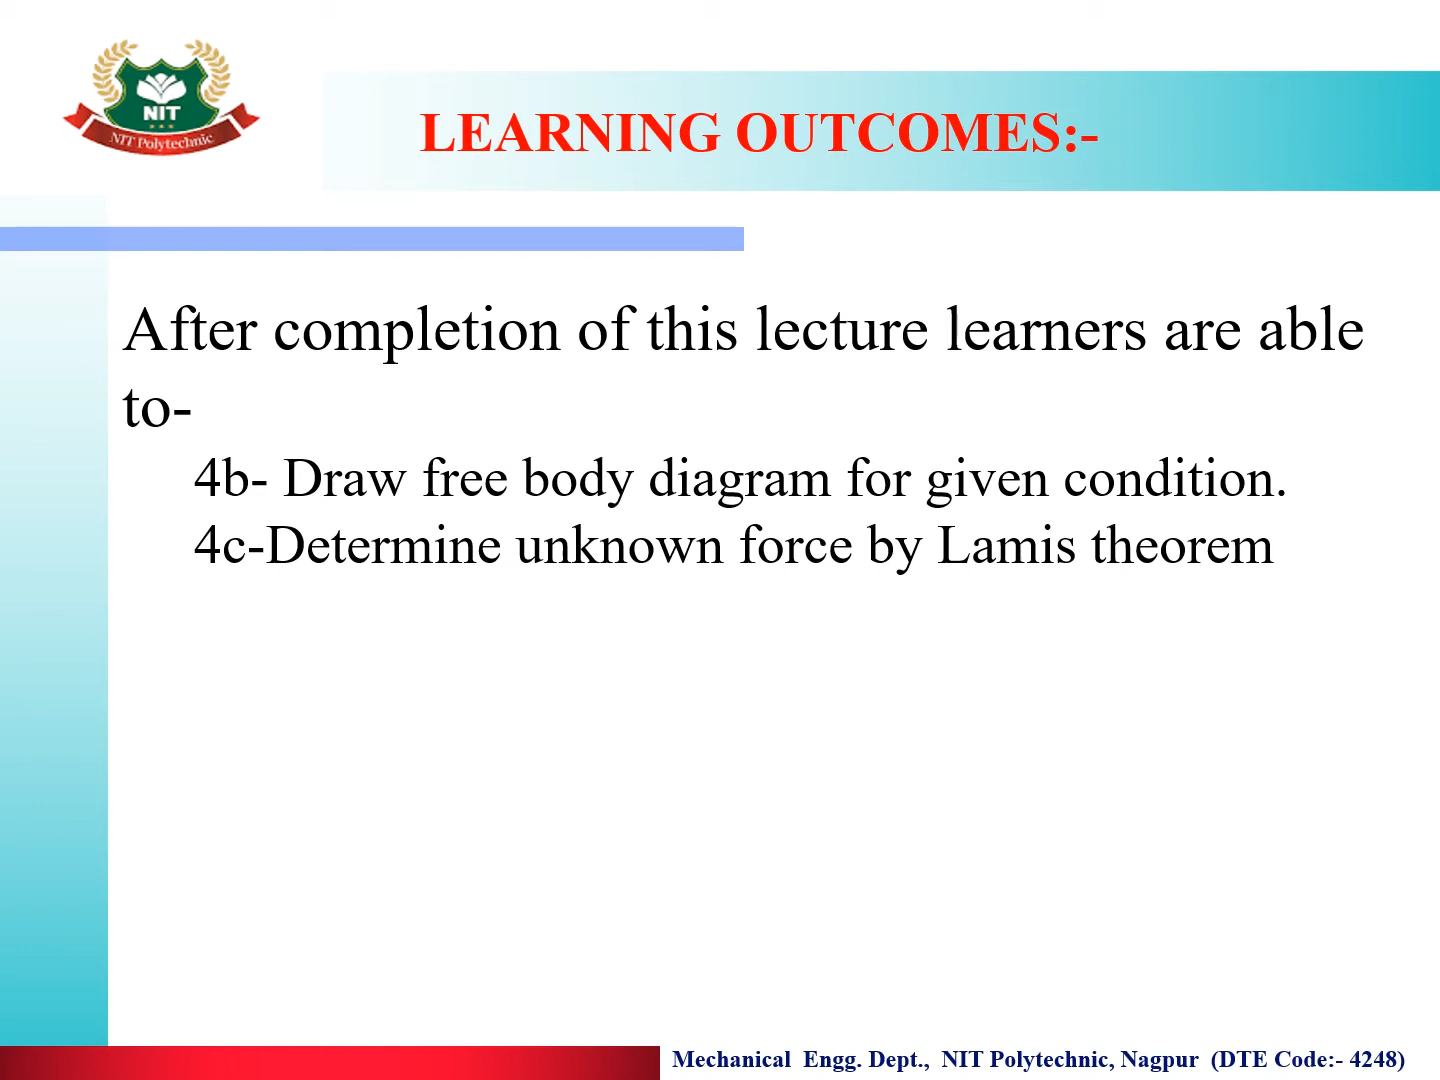 NIT
NIT Polytechnic
LEARNING OUTCOMES:-
After completion of this lecture learners are able
to-
4b- Draw free body diagram for given condition.
4c-Determine unknown force by Lamis theorem
Mechanical Engg. Dept., NIT Polytechnic, Nagpur (DTE Code:- 4248)